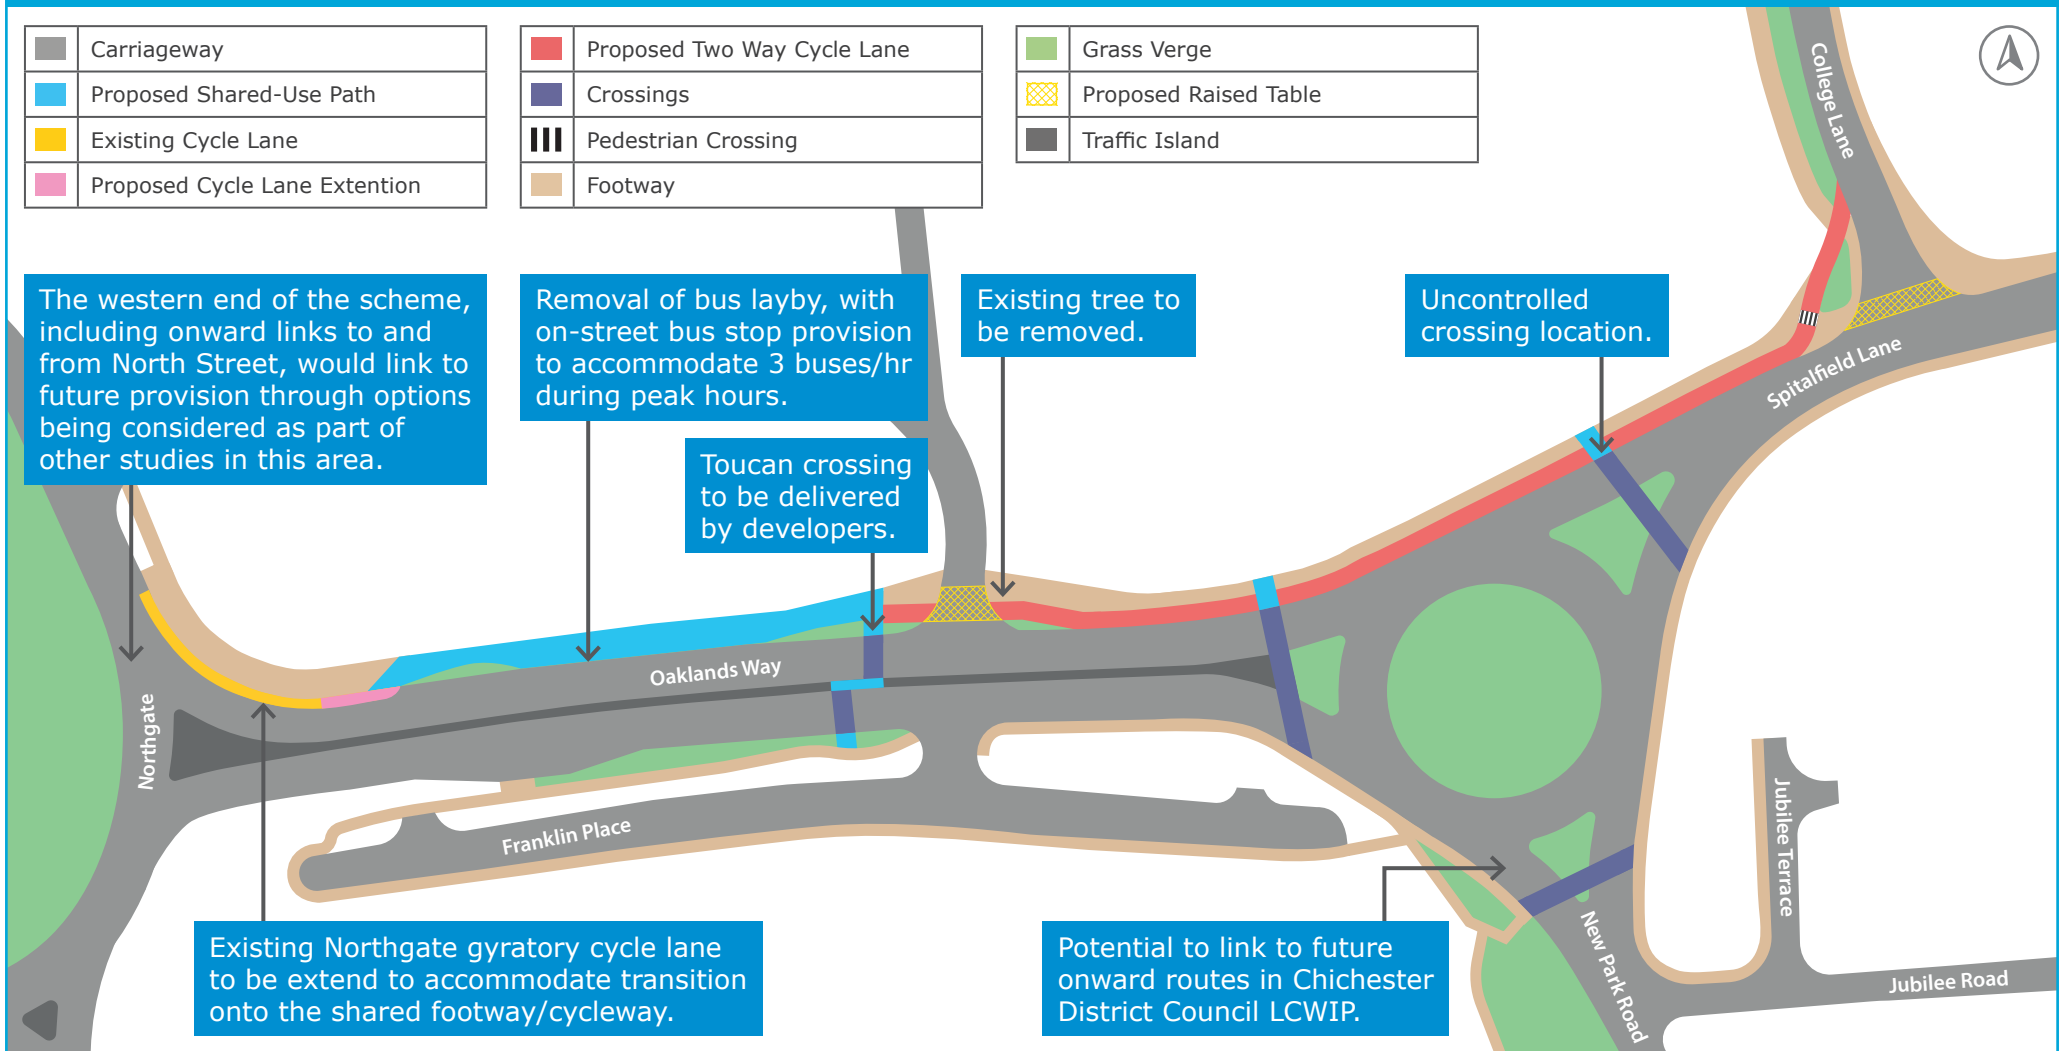 Carriageway
Proposed Shared-Use Path
Existing Cycle Lane
Proposed Cycle Lane Extention
Proposed Two Way Cycle Lane
Crossings
Pedestrian Crossing
Footway
Grass Verge
Proposed Raised Table
Traffic Island
College Lane
The western end of the scheme,
including onward links to and
from North Street, would link to
future provision through options
being considered as part of
other studies in this area.
Removal of bus layby, with
on-street bus stop provision
to accommodate 3 buses/hr
during peak hours.
Existing tree to
be removed.
Uncontrolled
crossing location.
Toucan crossing
to be delivered
by developers.
Spitalfield Lane
Oaklands Way
Northgate
Franklin Place
Jubilee Terrace
Existing Northgate gyratory cycle lane
to be extend to accommodate transition
onto the shared footway/cycleway.
Potential to link to future
onward routes in Chichester
District Council LCWIP.
New Park Road
Jubilee Road